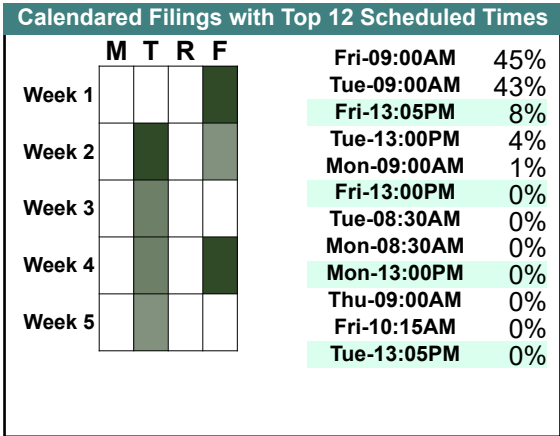 Calendared Filings with Top 12 Scheduled Times
M T R F
Week 1
Week 2
Week 3
Week 4
Week 5
Fri-09:00AM 45%
Tue-09:00AM 43%
Fri-13:05PM 8%
Tue-13:00PM 4%
Mon-09:00AM 1%
Fri-13:00PM 0%
Tue-08:30AM 0%
Mon-08:30AM 0%
Mon-13:00PM 0%
Thu-09:00AM 0%
Fri-10:15AM 0%
Tue-13:05PM 0%